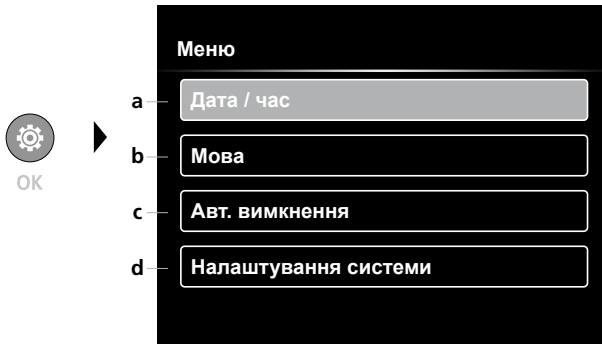 Меню
a Дата / час
b Мова
c Авт. вимкнення
d Налаштування системи
OK